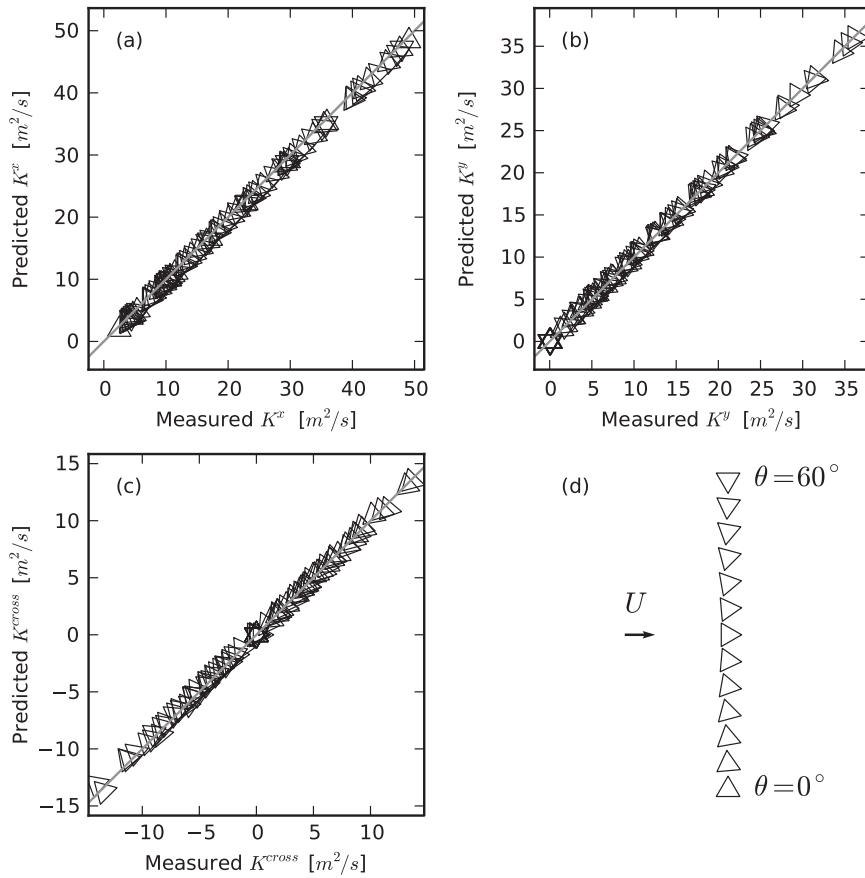 (a)
50
40
30
20
10
0
Predicted K^x [m^2/s]
0 10 20 30 40 50
Measured K^x [m^2/s]
(b)
35
30
25
20
15
10
5
0
Predicted K^y [m^2/s]
0 5 10 15 20 25 30 35
Measured K^y [m^2/s]
(c)
15
10
5
0
−5
−10
−15
Predicted K^cross [m^2/s]
−10 −5 0 5 10
Measured K^cross [m^2/s]
(d)
θ=60°
U
θ=0°